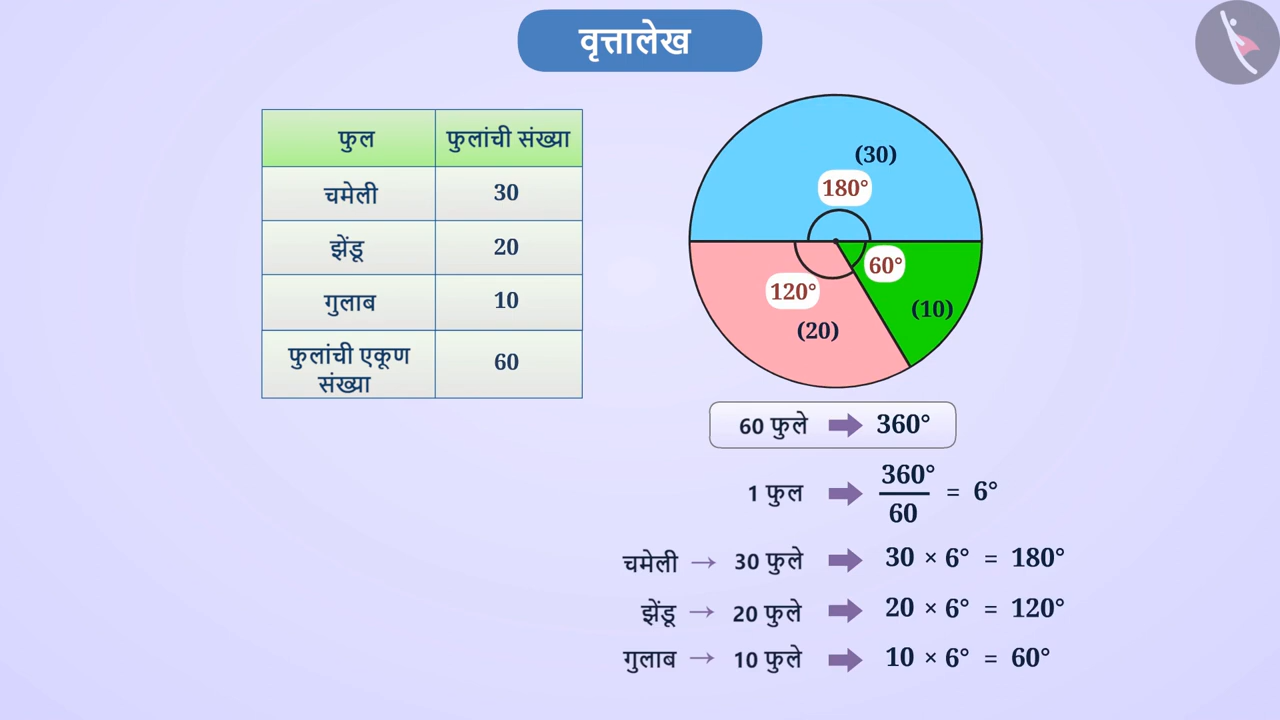 वृत्तालेख
फुल फुलांची संख्या
चमेली 30
झेंडू 20
गुलाब 10
फुलांची एकूण संख्या 60
(30)
180°
60°
120°
(10)
(20)
60 फुले ➡ 360°
1 फुल ➡ 360°/60 = 6°
चमेली → 30 फुले ➡ 30 × 6° = 180°
झेंडू → 20 फुले ➡ 20 × 6° = 120°
गुलाब → 10 फुले ➡ 10 × 6° = 60°